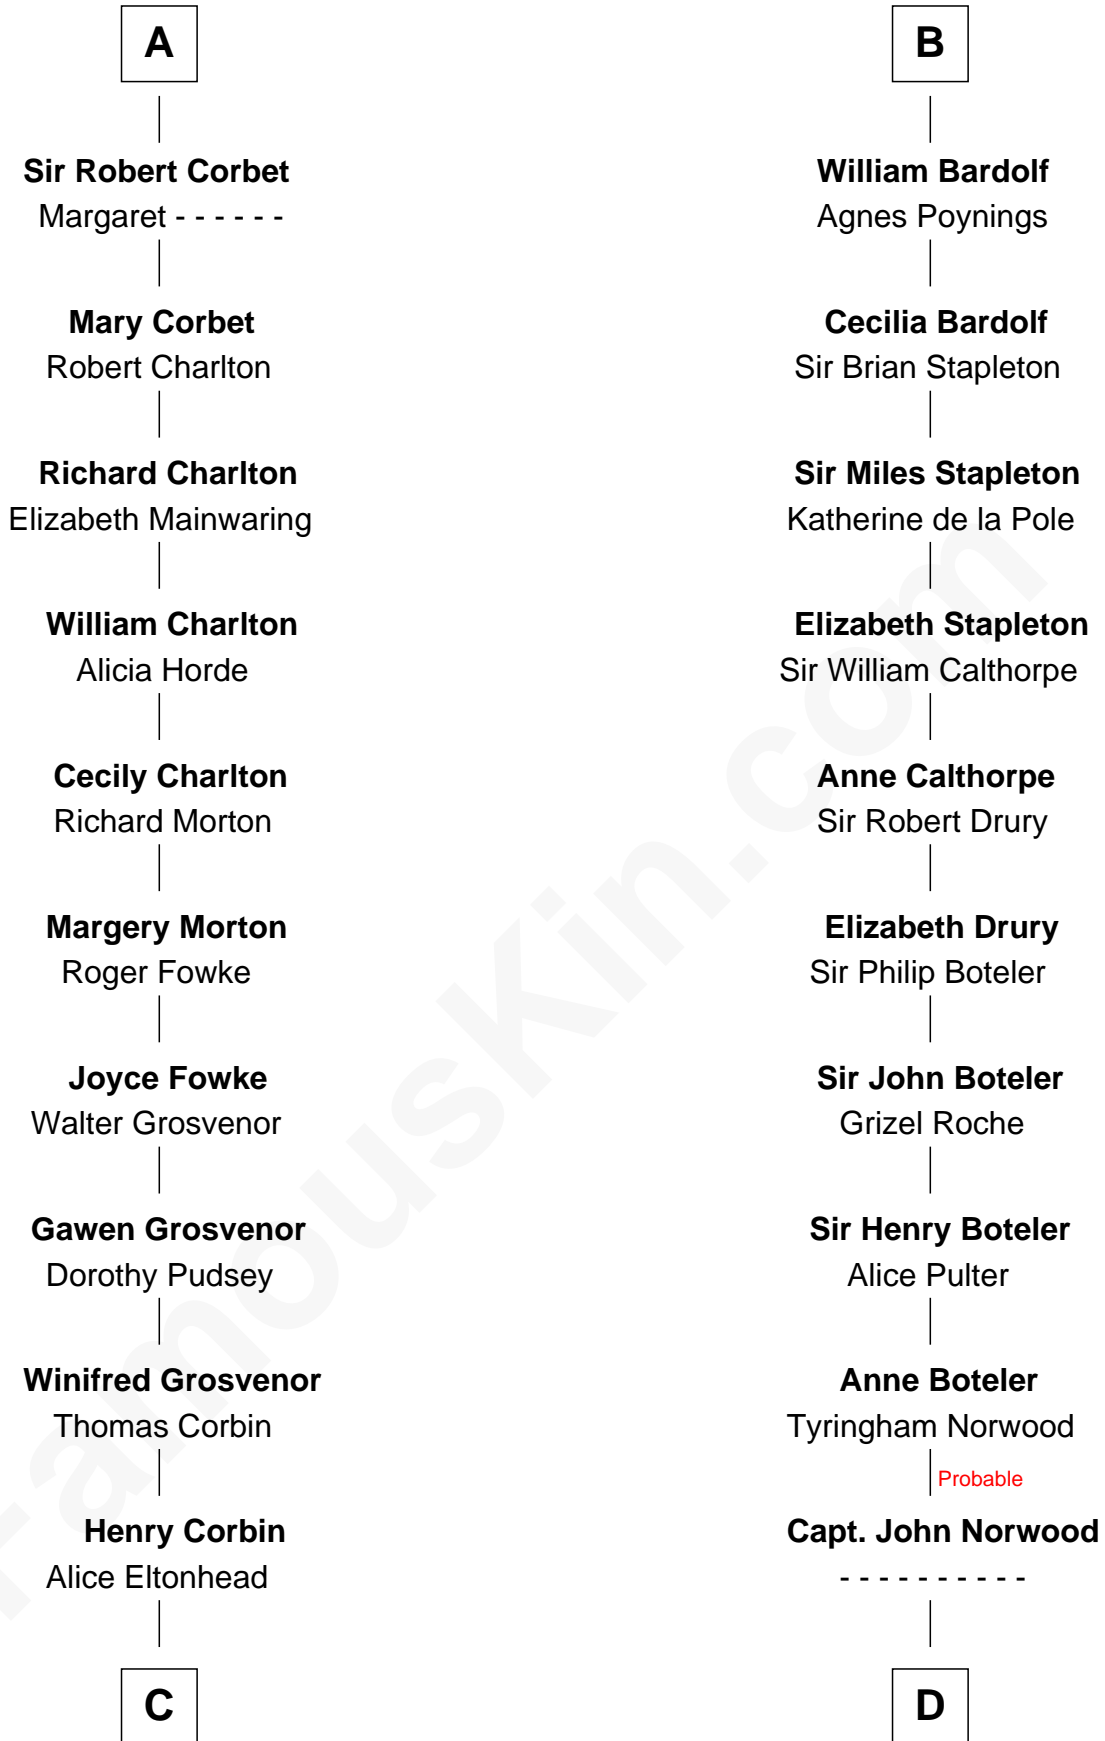 A
Sir Robert Corbet
Margaret - - - - - -
Mary Corbet
Robert Charlton
Richard Charlton
Elizabeth Mainwaring
William Charlton
Alicia Horde
Cecily Charlton
Richard Morton
Margery Morton
Roger Fowke
Joyce Fowke
Walter Grosvenor
Gawen Grosvenor
Dorothy Pudsey
Winifred Grosvenor
Thomas Corbin
Henry Corbin
Alice Eltonhead
C
B
William Bardolf
Agnes Poynings
Cecilia Bardolf
Sir Brian Stapleton
Sir Miles Stapleton
Katherine de la Pole
Elizabeth Stapleton
Sir William Calthorpe
Anne Calthorpe
Sir Robert Drury
Elizabeth Drury
Sir Philip Boteler
Sir John Boteler
Grizel Roche
Sir Henry Boteler
Alice Pulter
Anne Boteler
Tyringham Norwood
Probable
Capt. John Norwood
- - - - - - - - - -
D
FamousKin.com